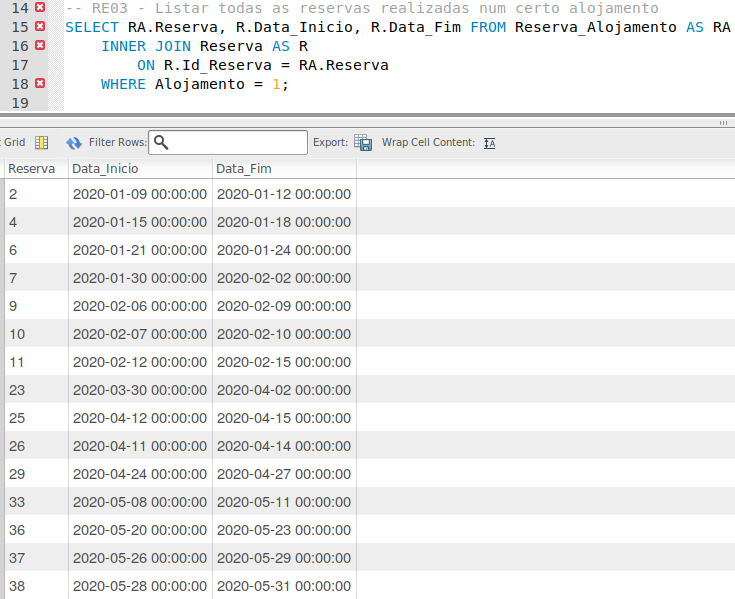 14 -- RE03 - Listar todas as reservas realizadas num certo alojamento
15 SELECT RA.Reserva, R.Data_Inicio, R.Data_Fim FROM Reserva_Alojamento AS RA
16 INNER JOIN Reserva AS R
17 ON R.Id_Reserva = RA.Reserva
18 WHERE Alojamento = 1;
19
Grid Filter Rows: Export: Wrap Cell Content:
Reserva Data_Inicio Data_Fim
2 2020-01-09 00:00:00 2020-01-12 00:00:00
4 2020-01-15 00:00:00 2020-01-18 00:00:00
6 2020-01-21 00:00:00 2020-01-24 00:00:00
7 2020-01-30 00:00:00 2020-02-02 00:00:00
9 2020-02-06 00:00:00 2020-02-09 00:00:00
10 2020-02-07 00:00:00 2020-02-10 00:00:00
11 2020-02-12 00:00:00 2020-02-15 00:00:00
23 2020-03-30 00:00:00 2020-04-02 00:00:00
25 2020-04-12 00:00:00 2020-04-15 00:00:00
26 2020-04-11 00:00:00 2020-04-14 00:00:00
29 2020-04-24 00:00:00 2020-04-27 00:00:00
33 2020-05-08 00:00:00 2020-05-11 00:00:00
36 2020-05-20 00:00:00 2020-05-23 00:00:00
37 2020-05-26 00:00:00 2020-05-29 00:00:00
38 2020-05-28 00:00:00 2020-05-31 00:00:00